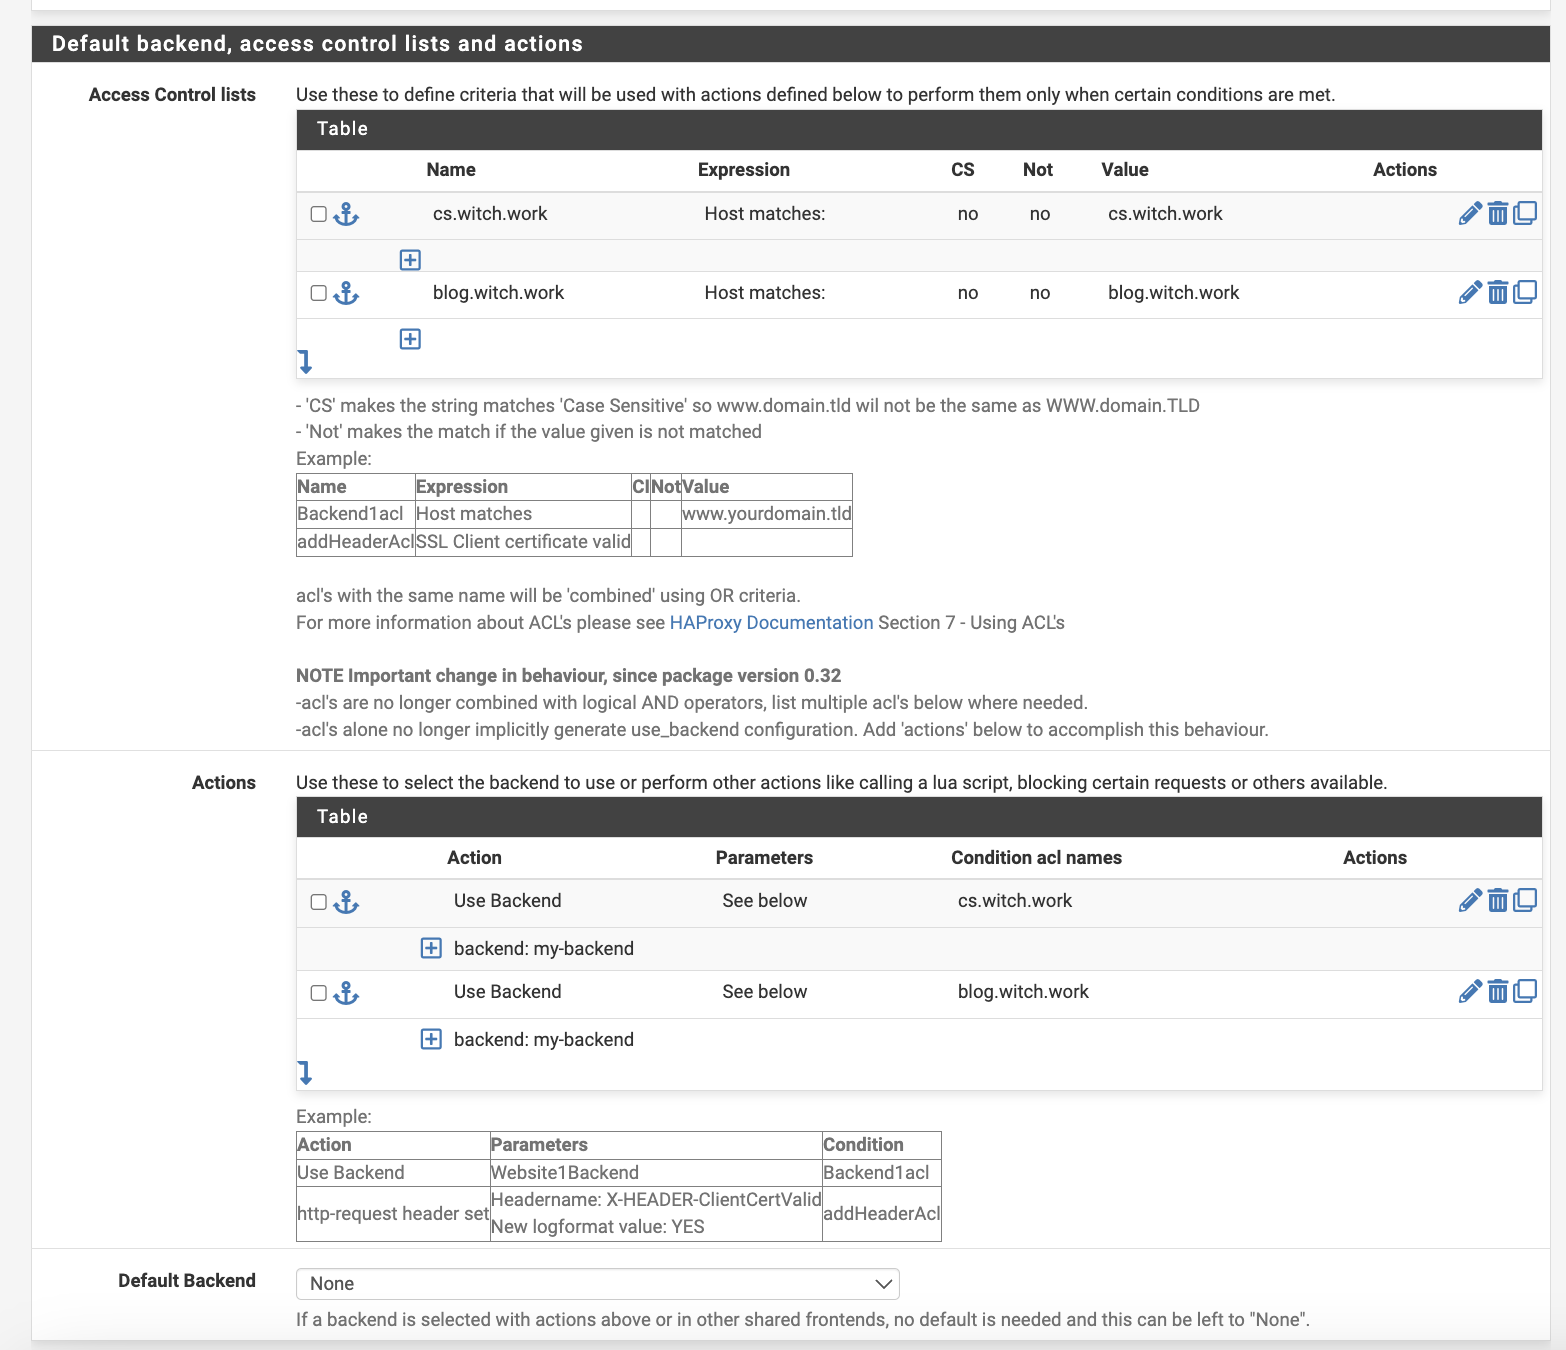 Default backend, access control lists and actions
Access Control lists
Use these to define criteria that will be used with actions defined below to perform them only when certain conditions are met.
Table
Name Expression CS Not Value Actions
cs.witch.work Host matches: no no cs.witch.work
blog.witch.work Host matches: no no blog.witch.work
- 'CS' makes the string matches 'Case Sensitive' so www.domain.tld wil not be the same as WWW.domain.TLD
- 'Not' makes the match if the value given is not matched
Example:
Name Expression CI Not Value
Backend1acl Host matches www.yourdomain.tld
addHeaderAcl SSL Client certificate valid
acl's with the same name will be 'combined' using OR criteria.
For more information about ACL's please see HAProxy Documentation Section 7 - Using ACL's
NOTE Important change in behaviour, since package version 0.32
-acl's are no longer combined with logical AND operators, list multiple acl's below where needed.
-acl's alone no longer implicitly generate use_backend configuration. Add 'actions' below to accomplish this behaviour.
Actions
Use these to select the backend to use or perform other actions like calling a lua script, blocking certain requests or others available.
Table
Action Parameters Condition acl names Actions
Use Backend See below cs.witch.work
backend: my-backend
Use Backend See below blog.witch.work
backend: my-backend
Example:
Action Parameters Condition
Use Backend Website1Backend Backend1acl
http-request header set Headername: X-HEADER-ClientCertValid addHeaderAcl
New logformat value: YES
Default Backend
None
If a backend is selected with actions above or in other shared frontends, no default is needed and this can be left to "None".